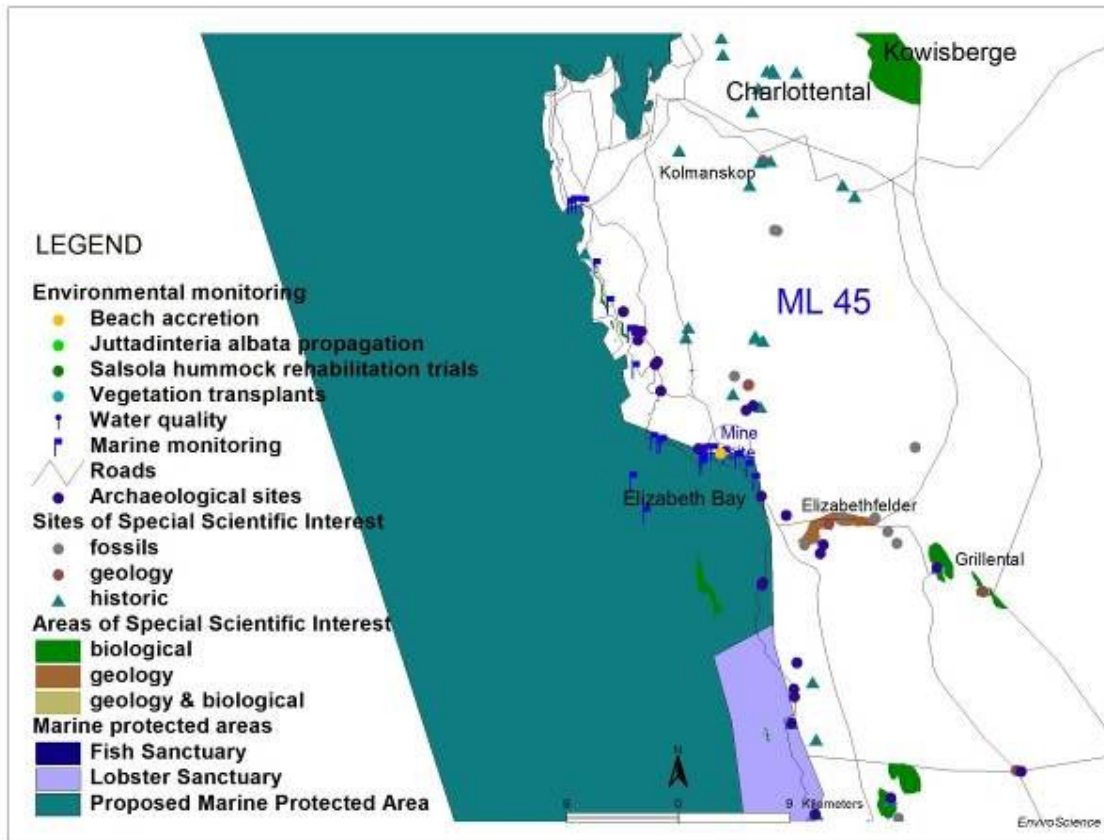 Kowisberge
Charlottental
Kolmanskop
LEGEND
ML 45
Environmental monitoring
Beach accretion
Juttadinteria albata propagation
Salsola hummock rehabilitation trials
Vegetation transplants
Water quality
Marine monitoring
Roads
Archaeological sites
Sites of Special Scientific Interest
fossils
geology
historic
Areas of Special Scientific Interest
biological
geology
geology & biological
Marine protected areas
Fish Sanctuary
Lobster Sanctuary
Proposed Marine Protected Area
Mine
Elizabeth Bay
Elizabethfelder
Grillental
N
0
9
Kilometers
EnviroScience